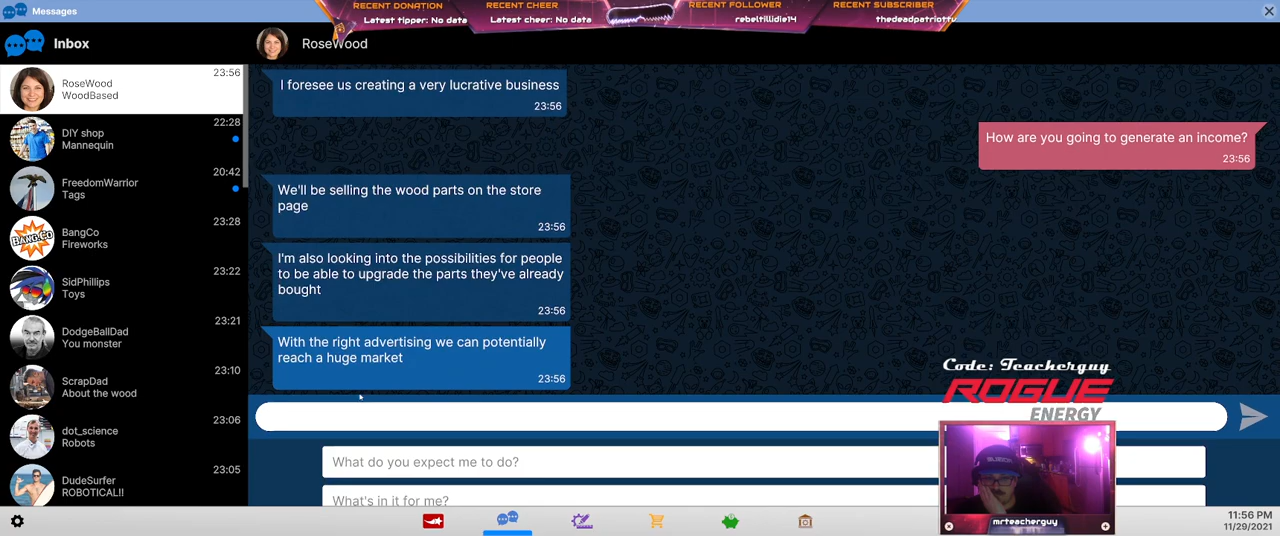 Messages
RECENT DONATION
Latest tipper: No data
RECENT CHEER
Latest cheer: No data
RECENT FOLLOWER
rebeltillidie14
RECENT SUBSCRIBER
thedeadpatriottv
Inbox
RoseWood
RoseWood
WoodBased
23:56
DIY shop
Mannequin
22:28
FreedomWarrior
Tags
20:42
BangCo
Fireworks
23:28
SidPhillips
Toys
23:22
DodgeBallDad
You monster
23:21
ScrapDad
About the wood
23:10
dot_science
Robots
23:06
DudeSurfer
ROBOTICAL!!
23:05
BANG.CO
I foresee us creating a very lucrative business
23:56
How are you going to generate an income?
23:56
We'll be selling the wood parts on the store
page
23:56
I'm also looking into the possibilities for people
to be able to upgrade the parts they've already
bought
23:56
With the right advertising we can potentially
reach a huge market
23:56
What do you expect me to do?
What's in it for me?
Code: Teacherguy
ROGUE
ENERGY
mrteacherguy
11:56 PM
11/29/2021